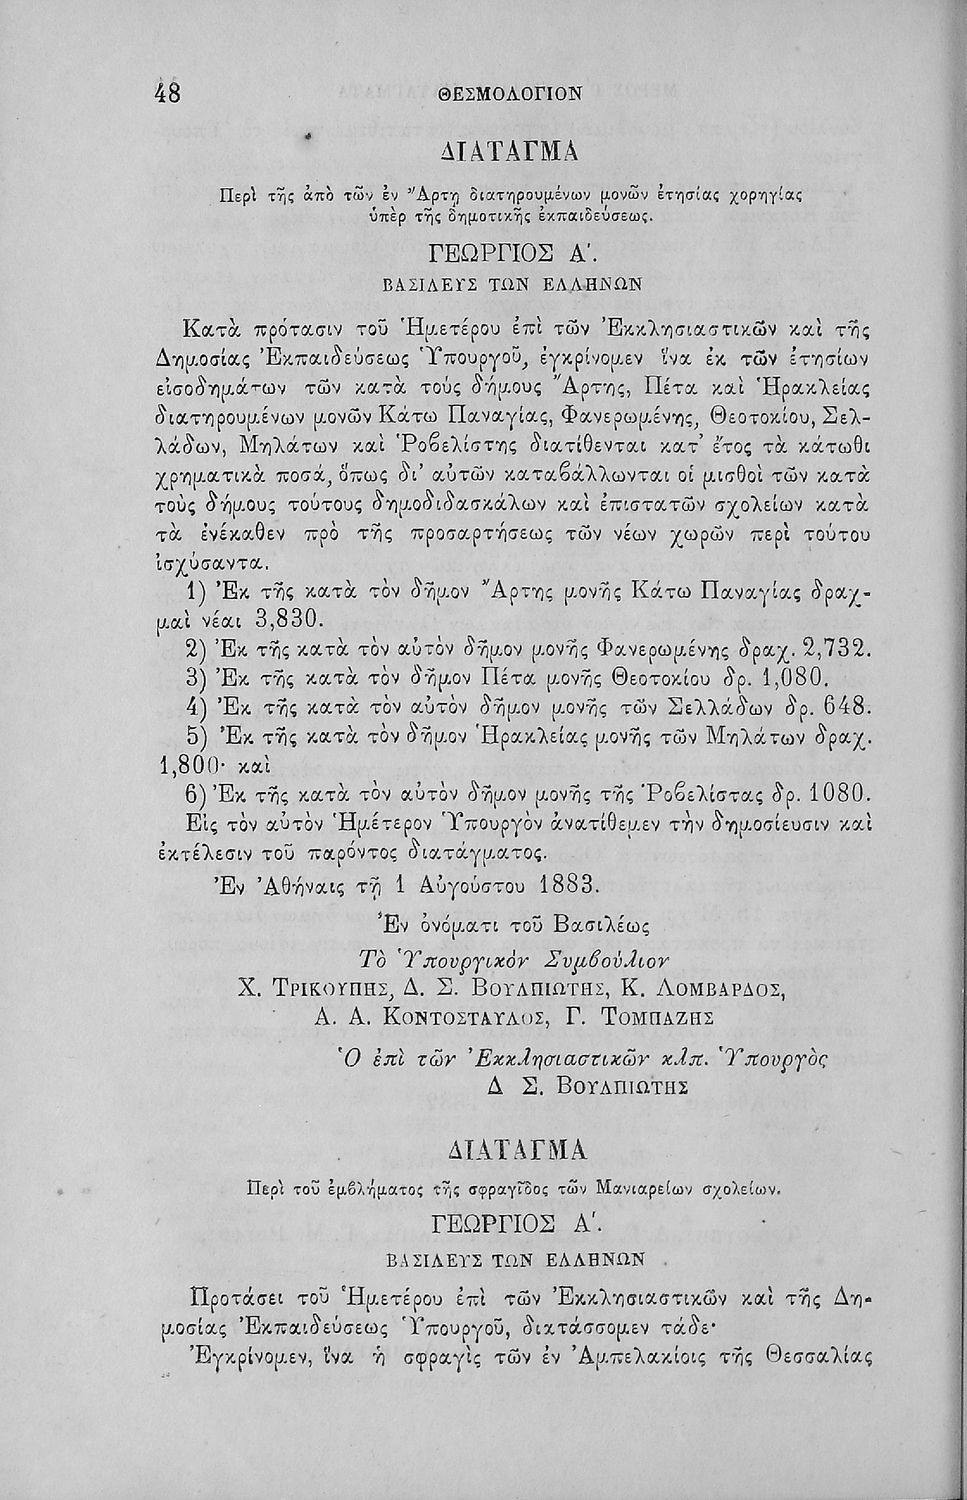 48 ΘΕΣΜΟΛΟΓΙΟΝ
ΔΙΑΤΑΓΜΑ
Περὶ τῆς ἀπὸ τῶν ἐν Ἄρτῃ διατηρουμένων μονῶν ἐτησίας χορηγίας
ὑπὲρ τῆς δημοτικῆς ἐκπαιδεύσεως.
ΓΕΩΡΓΙΟΣ Α΄.
ΒΑΣΙΛΕΥΣ ΤΩΝ ΕΛΛΗΝΩΝ
Κατὰ πρότασιν τοῦ Ἡμετέρου ἐπὶ τῶν Ἐκκλησιαστικῶν καὶ τῆς
Δημοσίας Ἐκπαιδεύσεως Ὑπουργοῦ, ἐγκρίνομεν ἵνα ἐκ τῶν ἐτησίων
εἰσοδημάτων τῶν κατὰ τοὺς δήμους Ἄρτης, Πέτα καὶ Ἡρακλείας
διατηρουμένων μονῶν Κάτω Παναγίας, Φανερωμένης, Θεοτοκίου, Σελ-
λάδων, Μηλάτων καὶ Ῥοβελίστης διατίθενται κατ’ ἔτος τὰ κάτωθι
χρηματικὰ ποσά, ὅπως δι’ αὐτῶν καταβάλλωνται οἱ μισθοὶ τῶν κατὰ
τοὺς δήμους τούτους δημοδιδασκάλων καὶ ἐπιστατῶν σχολείων κατὰ
τὰ ἐνέκαθεν πρὸ τῆς προσαρτήσεως τῶν νέων χωρῶν περὶ τούτου
ἰσχύσαντα.
1) Ἐκ τῆς κατὰ τὸν δῆμον Ἄρτης μονῆς Κάτω Παναγίας δραχ-
μαὶ νέαι 3,830.
2) Ἐκ τῆς κατὰ τὸν αὐτὸν δῆμον μονῆς Φανερωμένης δραχ. 2,732.
3) Ἐκ τῆς κατὰ τὸν δῆμον Πέτα μονῆς Θεοτοκίου δρ. 1,080.
4) Ἐκ τῆς κατὰ τὸν αὐτὸν δῆμον μονῆς τῶν Σελλάδων δρ. 648.
5) Ἐκ τῆς κατὰ τὸν δῆμον Ἡρακλείας μονῆς τῶν Μηλάτων δραχ.
1,800· καὶ
6) Ἐκ τῆς κατὰ τὸν αὐτὸν δῆμον μονῆς τῆς Ῥοβελίστας δρ. 1080.
Εἰς τὸν αὐτὸν Ἡμέτερον Ὑπουργὸν ἀνατίθεμεν τὴν δημοσίευσιν καὶ
ἐκτέλεσιν τοῦ παρόντος διατάγματος.
Ἐν Ἀθήναις τῇ 1 Αὐγούστου 1883.
Ἐν ὀνόματι τοῦ Βασιλέως
Τὸ Ὑπουργικὸν Συμβούλιον
Χ. ΤΡΙΚΟΥΠΗΣ, Δ. Σ. ΒΟΥΛΠΙΩΤΗΣ, Κ. ΛΟΜΒΑΡΔΟΣ,
Α. Α. ΚΟΝΤΟΣΤΑΥΛΟΣ, Γ. ΤΟΜΠΑΖΗΣ
Ὁ ἐπὶ τῶν Ἐκκλησιαστικῶν κλπ. Ὑπουργὸς
Δ Σ. ΒΟΥΛΠΙΩΤΗΣ
ΔΙΑΤΑΓΜΑ
Περὶ τοῦ ἐμβλήματος τῆς σφραγῖδος τῶν Μανιαρείων σχολείων.
ΓΕΩΡΓΙΟΣ Α΄.
ΒΑΣΙΛΕΥΣ ΤΩΝ ΕΛΛΗΝΩΝ
Προτάσει τοῦ Ἡμετέρου ἐπὶ τῶν Ἐκκλησιαστικῶν καὶ τῆς Δη-
μοσίας Ἐκπαιδεύσεως Ὑπουργοῦ, διατάσσομεν τάδε·
Ἐγκρίνομεν, ἵνα ἡ σφραγὶς τῶν ἐν Ἀμπελακίοις τῆς Θεσσαλίας